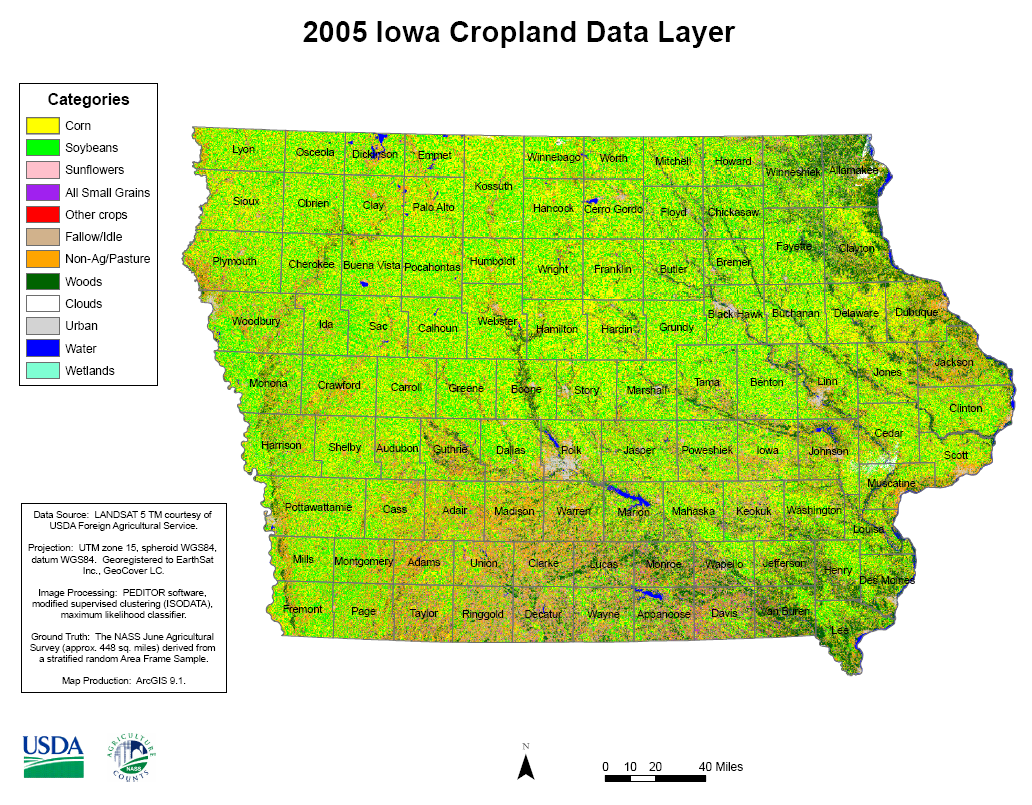 2005 Iowa Cropland Data Layer
Categories
Corn
Soybeans
Sunflowers
All Small Grains
Other crops
Fallow/Idle
Non-Ag/Pasture
Woods
Clouds
Urban
Water
Wetlands
Lyon
Osceola
Dickinson
Emmet
Winnebago
Worth
Mitchell
Howard
Winneshiek
Allamakee
Kossuth
Sioux
Obrien
Clay
Palo Alto
Hancock
Cerro Gordo
Floyd
Chickasaw
Fayette
Clayton
Plymouth
Cherokee
Buena Vista
Pocahontas
Humboldt
Wright
Franklin
Butler
Bremer
Woodbury
Ida
Sac
Calhoun
Webster
Hamilton
Hardin
Grundy
Black Hawk
Buchanan
Delaware
Dubuque
Monona
Crawford
Carroll
Greene
Boone
Story
Marshall
Tama
Benton
Linn
Jones
Jackson
Clinton
Harrison
Shelby
Audubon
Guthrie
Dallas
Polk
Jasper
Poweshiek
Iowa
Johnson
Cedar
Scott
Muscatine
Pottawattamie
Cass
Adair
Madison
Warren
Marion
Mahaska
Keokuk
Washington
Louisa
Mills
Montgomery
Adams
Union
Clarke
Lucas
Monroe
Wapello
Jefferson
Henry
Des Moines
Fremont
Page
Taylor
Ringgold
Decatur
Wayne
Appanoose
Davis
Van Buren
Lee
Data Source: LANDSAT 5 TM courtesy of
USDA Foreign Agricultural Service.
Projection: UTM zone 15, spheroid WGS84,
datum WGS84. Georegistered to EarthSat
Inc., GeoCover LC.
Image Processing: PEDITOR software,
modified supervised clustering (ISODATA),
maximum likelihood classifier.
Ground Truth: The NASS June Agricultural
Survey (approx. 448 sq. miles) derived from
a stratified random Area Frame Sample.
Map Production: ArcGIS 9.1.
USDA
AGRICULTURE
NASS
COUNTS
N
0 10 20 40 Miles